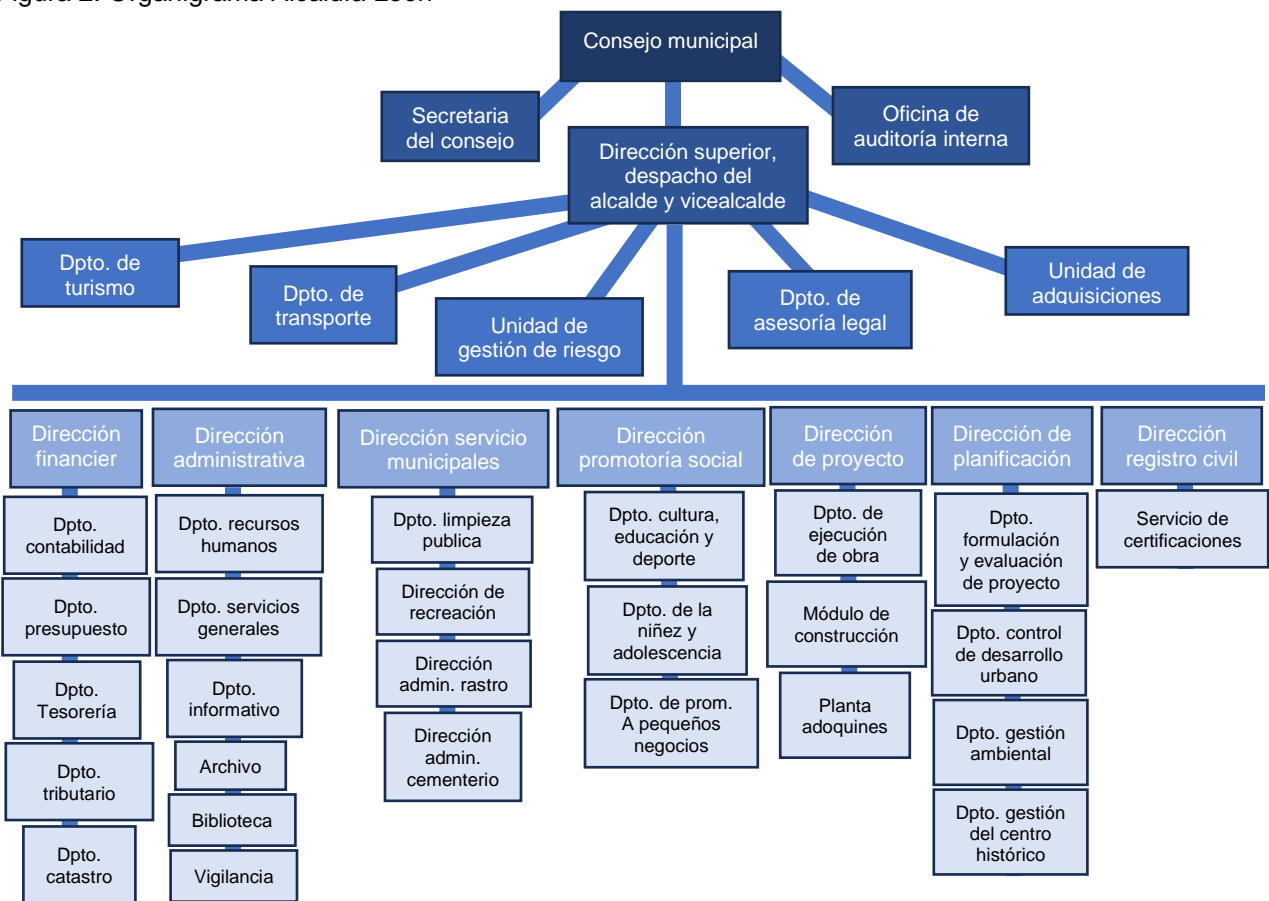 Figura 2. Organigrama Alcaldía León
Consejo municipal
Secretaria
del consejo
Oficina de
auditoría interna
Dirección superior,
despacho del
alcalde y vicealcalde
Dpto. de
turismo
Dpto. de
transporte
Unidad de
gestión de riesgo
Dpto. de
asesoría legal
Unidad de
adquisiciones
Dirección
financier
Dirección
administrativa
Dirección servicio
municipales
Dirección
promotoría social
Dirección
de proyecto
Dirección de
planificación
Dirección
registro civil
Dpto.
contabilidad
Dpto.
presupuesto
Dpto.
Tesorería
Dpto.
tributario
Dpto.
catastro
Dpto. recursos
humanos
Dpto. servicios
generales
Dpto.
informativo
Archivo
Biblioteca
Vigilancia
Dpto. limpieza
publica
Dirección de
recreación
Dirección
admin. rastro
Dirección
admin.
cementerio
Dpto. cultura,
educación y
deporte
Dpto. de la
niñez y
adolescencia
Dpto. de prom.
A pequeños
negocios
Dpto. de
ejecución
de obra
Módulo de
construcción
Planta
adoquines
Dpto.
formulación
y evaluación
de proyecto
Dpto. control
de desarrollo
urbano
Dpto. gestión
ambiental
Dpto. gestión
del centro
histórico
Servicio de
certificaciones